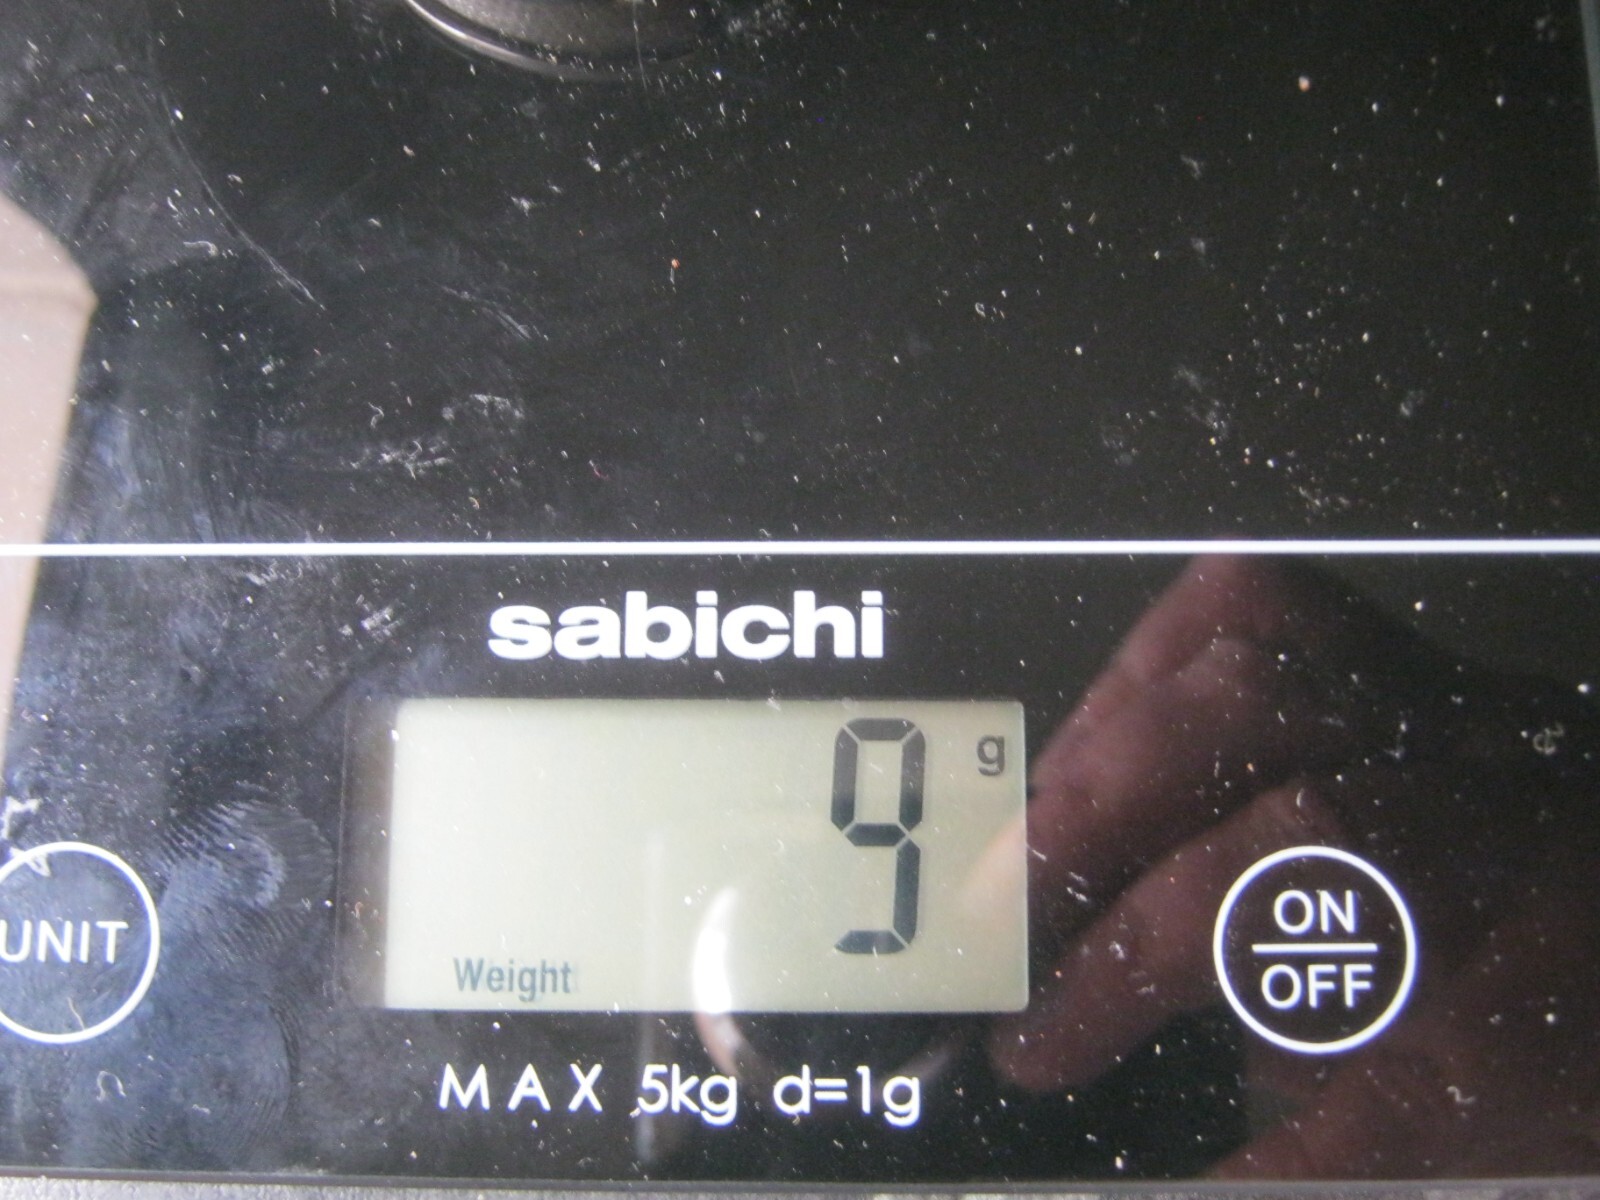 sabichi
9 g
Weight
UNIT
ON
OFF
MAX 5kg d=1g